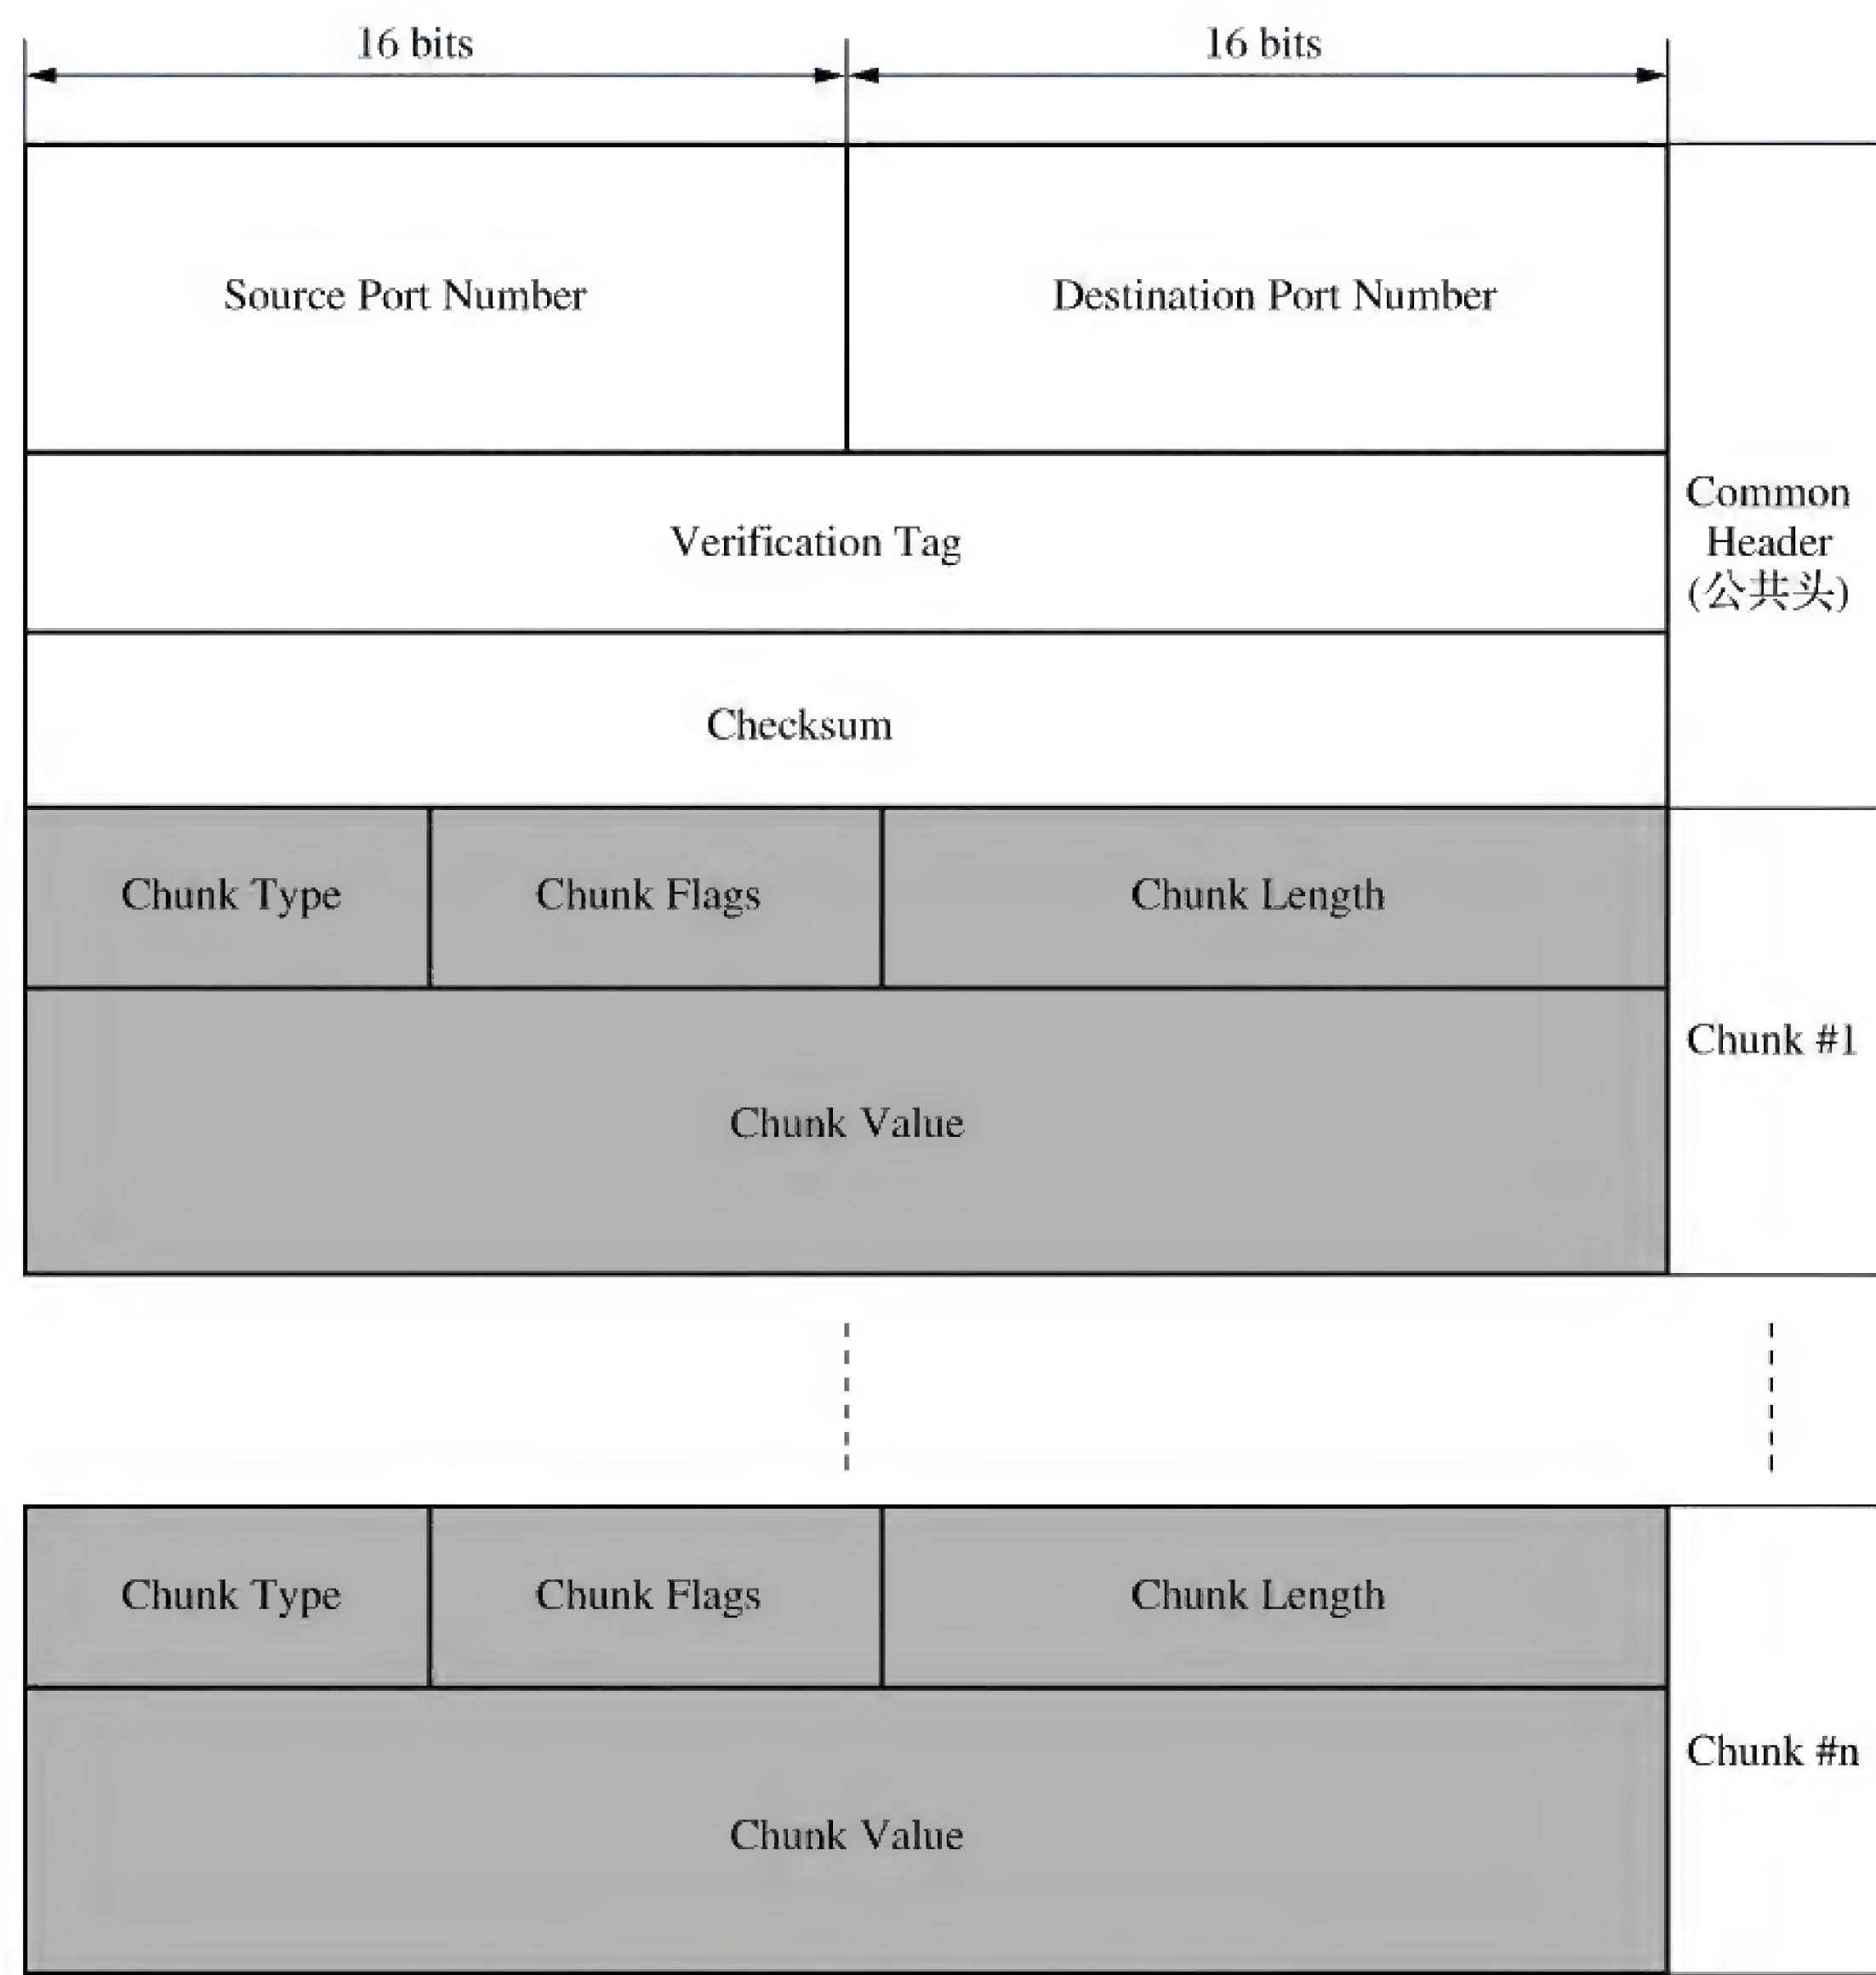 16 bits
16 bits
Source Port Number
Destination Port Number
Verification Tag
Common
Header
(公共头)
Checksum
Chunk Type
Chunk Flags
Chunk Length
Chunk #1
Chunk Value
Chunk Type
Chunk Flags
Chunk Length
Chunk #n
Chunk Value